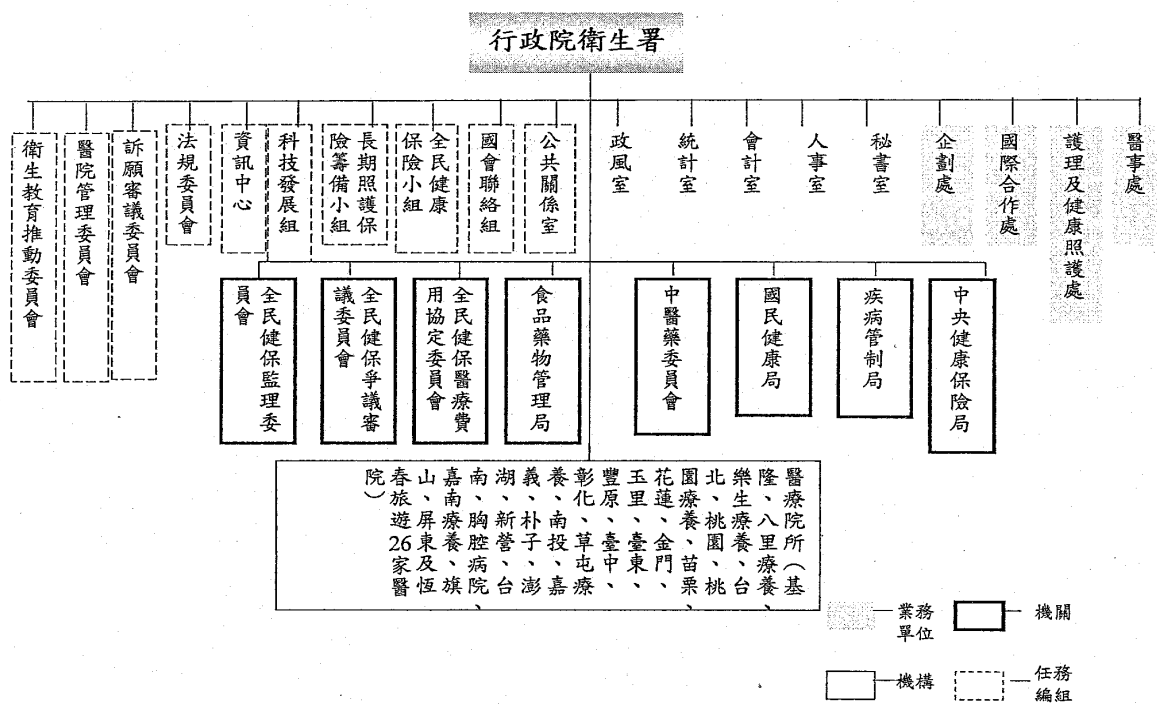 行政院衛生署
醫事處
護理及健康照護處
國際合作處
企劃處
秘書室
人事室
會計室
統計室
政風室
公共關係室
國會聯絡組
全民健康
保險小組
長期照護保
險籌備小組
科技發展組
資訊中心
法規委員會
訴願審議委員會
醫院管理委員會
衛生教育推動委員會
中央健康保險局
疾病管制局
國民健康局
中醫藥委員會
食品藥物管理局
全民健保醫療費
用協定委員會
全民健保爭議審
議委員會
全民健保監理委
員會
醫療院所（基
隆、八里療養、
樂生療養、台
北、桃園、桃
園療養、苗栗、
花蓮、金門、
玉里、臺東、
豐原、臺中、
彰化、草屯療
養、南投、嘉
義、朴子、澎
湖、新營、台
南、胸腔病院、
嘉南療養、旗
山、屏東及恆
春旅遊26家醫
院）
業務
單位
機關
機構
任務
編組